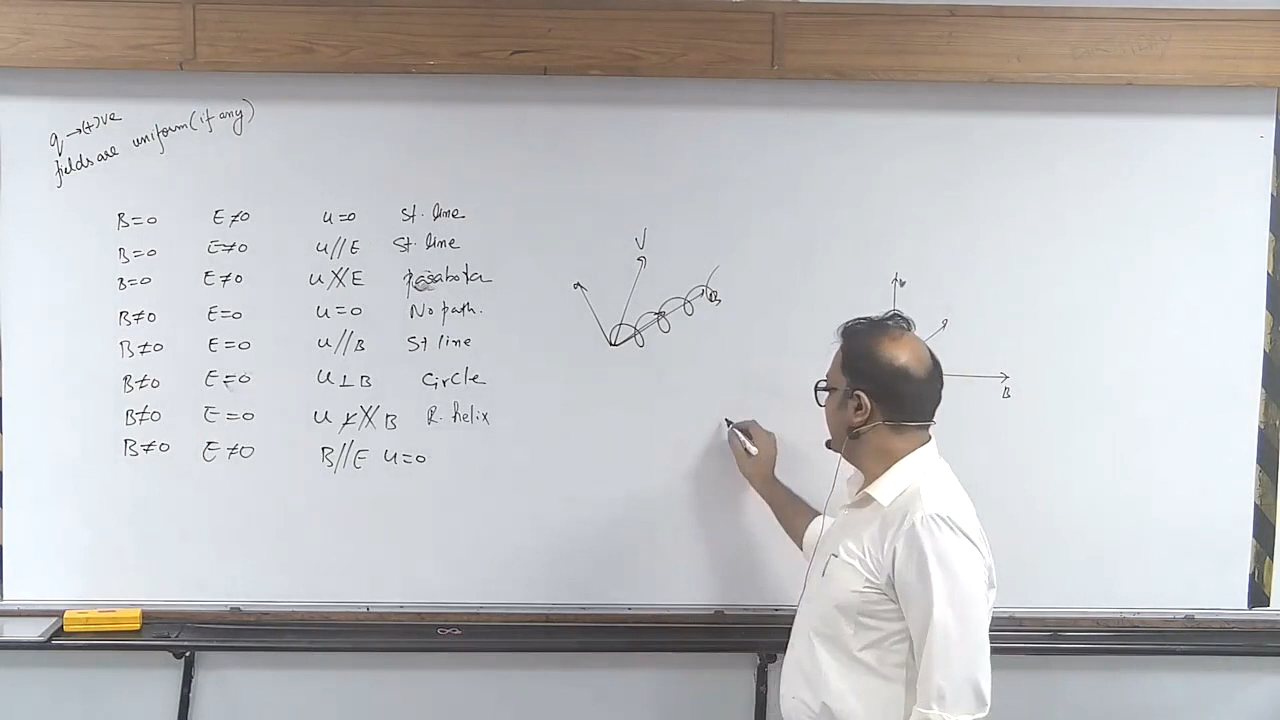 q → (+)ve
fields are uniform (if any)
B=0 E≠0 u=0 St. line
B=0 E≠0 u//E St. line
B=0 E≠0 u∦E parabola
B≠0 E=0 u=0 No path.
B≠0 E=0 u//B St line
B≠0 E=0 u⊥B Circle
B≠0 E=0 u⊥̸∦B R. helix
B≠0 E≠0 B//E u=0
V
B
B